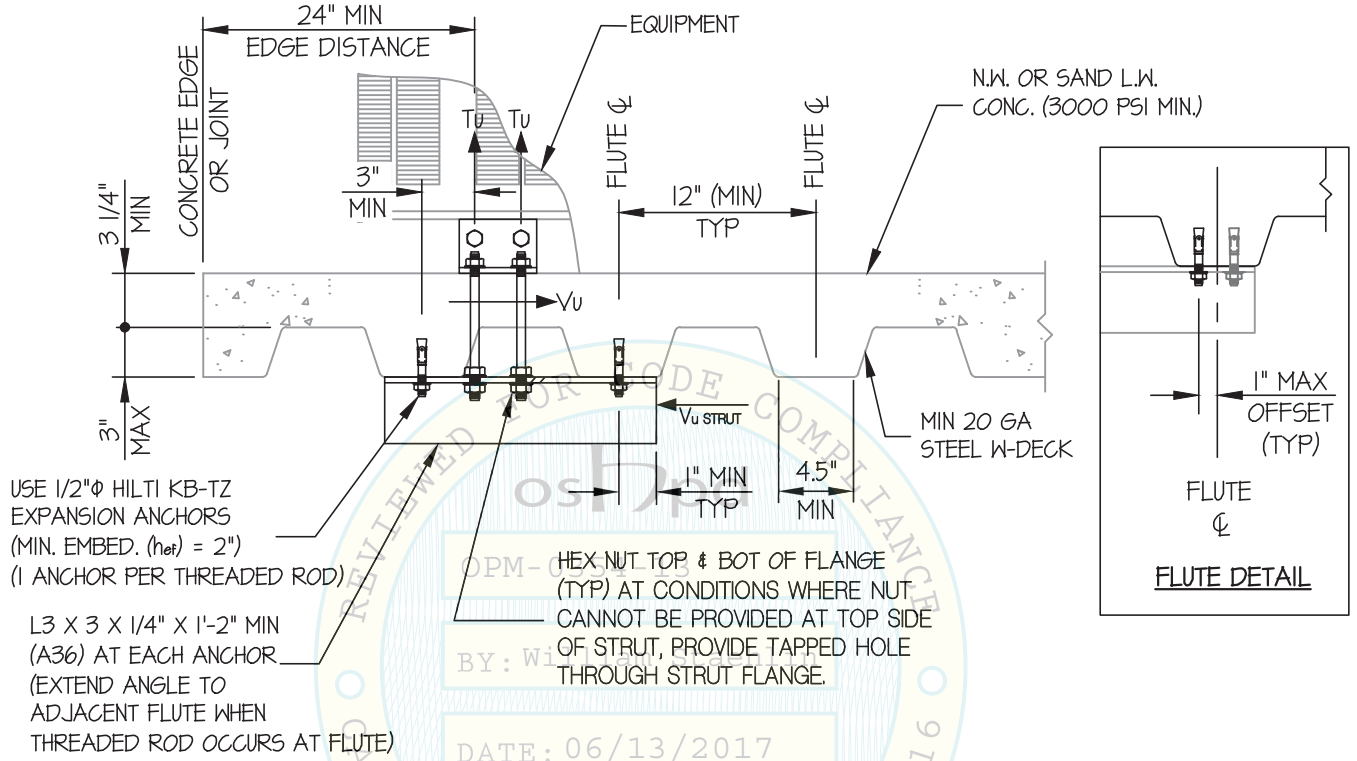 24" MIN
EDGE DISTANCE
EQUIPMENT
CONCRETE EDGE
OR JOINT
Tu Tu
3"
MIN
FLUTE ℄
FLUTE ℄
12" (MIN)
TYP
N.W. OR SAND L.W.
CONC. (3000 PSI MIN.)
3 1/4"
MIN
Vu
3"
MAX
Vu STRUT
MIN 20 GA
STEEL W-DECK
1" MIN
TYP
4.5"
MIN
1" MAX
OFFSET
(TYP)
FLUTE
℄
FLUTE DETAIL
USE 1/2"Φ HILTI KB-TZ
EXPANSION ANCHORS
(MIN. EMBED. (hef) = 2")
(1 ANCHOR PER THREADED ROD)
L3 X 3 X 1/4" X 1'-2" MIN
(A36) AT EACH ANCHOR
(EXTEND ANGLE TO
ADJACENT FLUTE WHEN
THREADED ROD OCCURS AT FLUTE)
HEX NUT TOP & BOT OF FLANGE
(TYP) AT CONDITIONS WHERE NUT
CANNOT BE PROVIDED AT TOP SIDE
OF STRUT, PROVIDE TAPPED HOLE
THROUGH STRUT FLANGE.
REVIEWED FOR CODE COMPLIANCE
oshpd
BY: William Staehlin
DATE: 06/13/2017